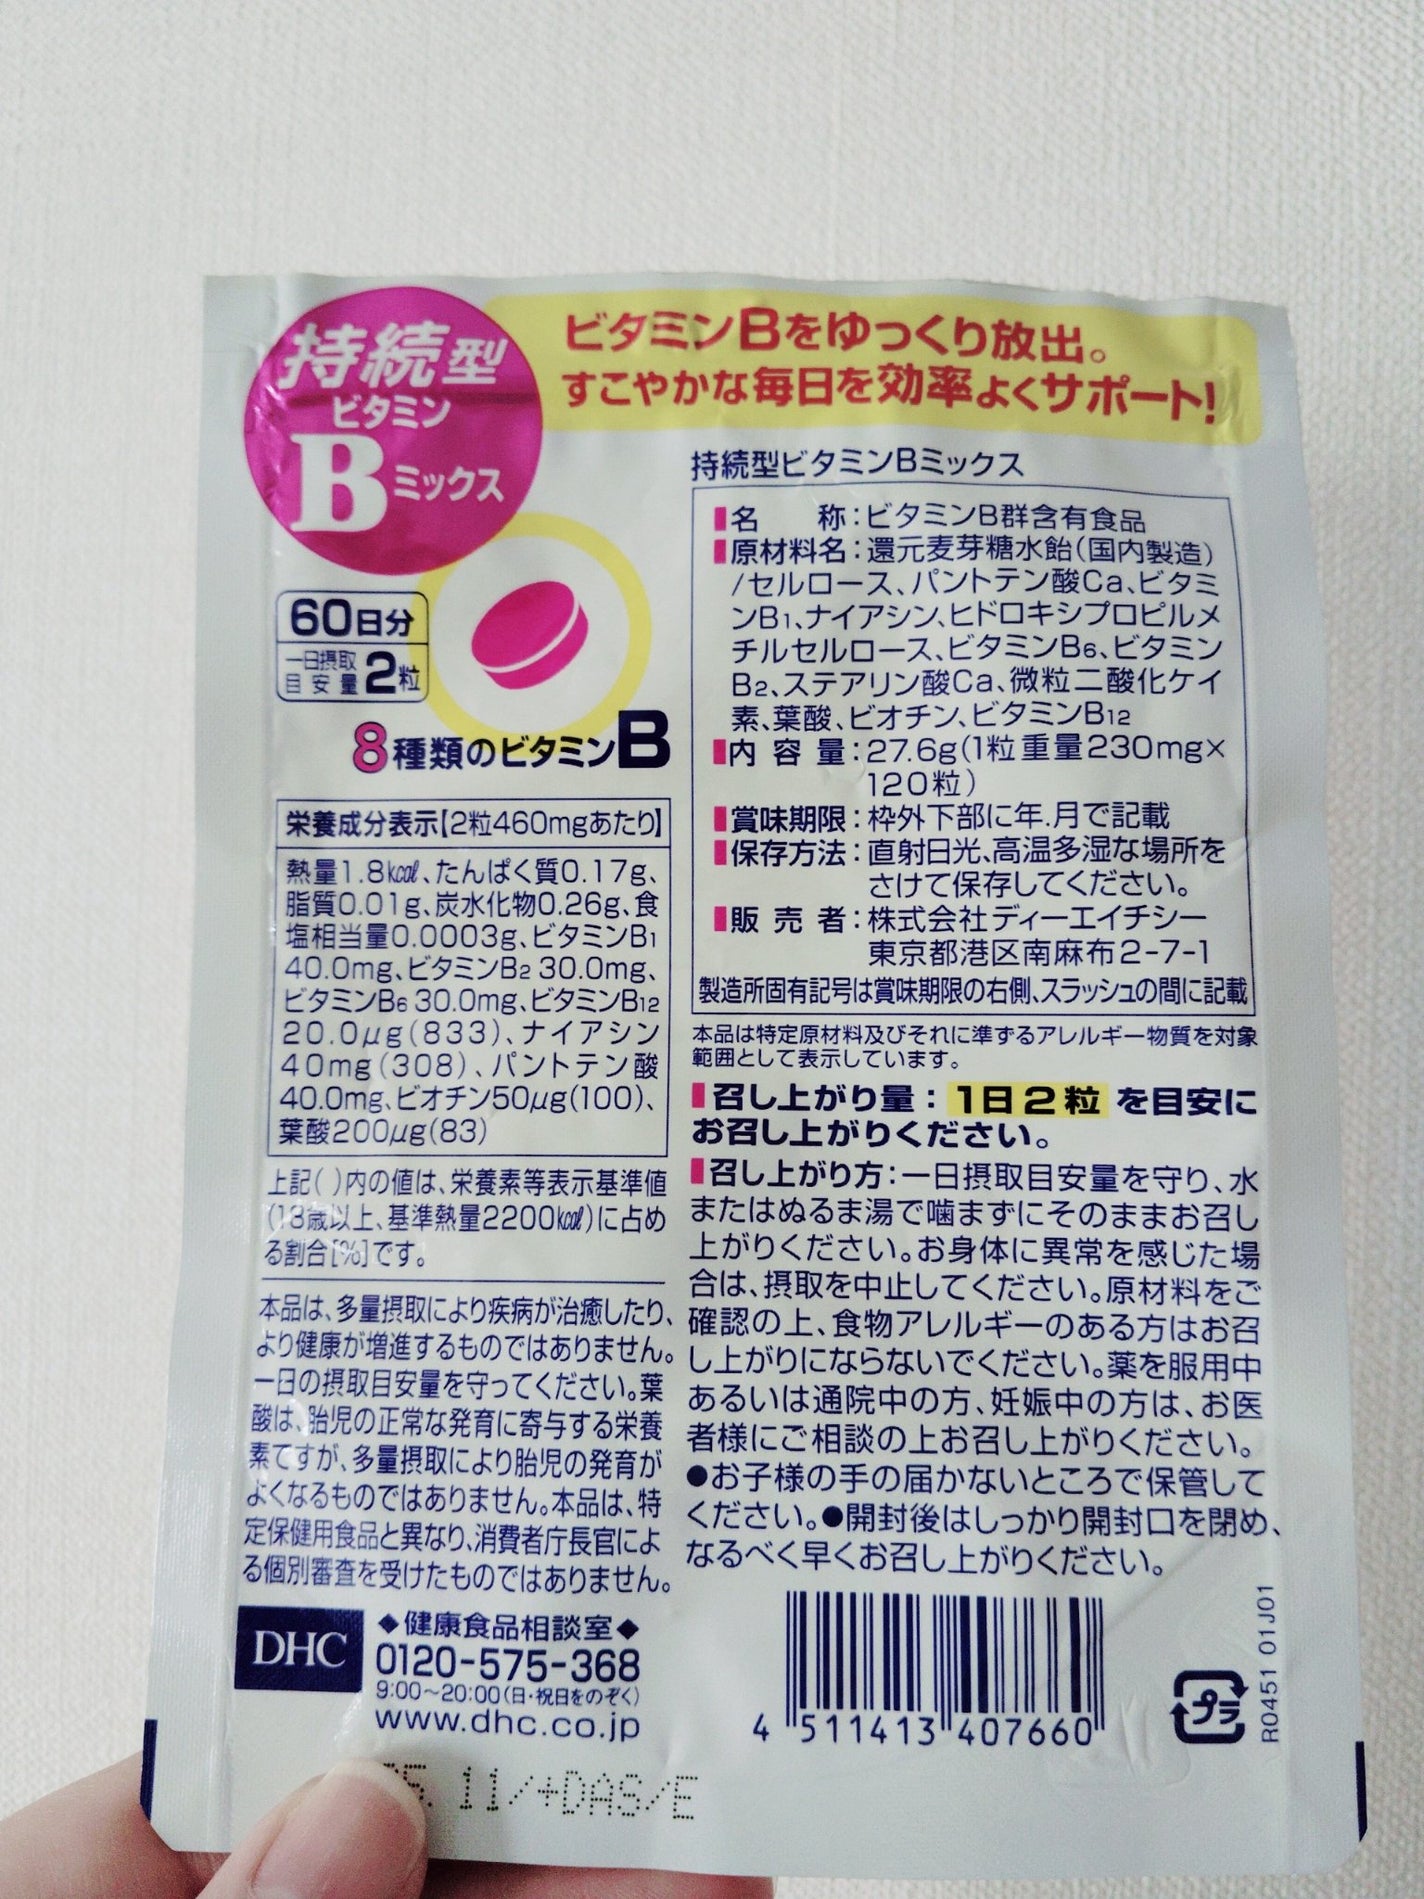 持続型
ビタミン
Bミックス
ビタミンBをゆっくり放出。
すこやかな毎日を効率よくサポート!
60日分
一日摂取
目安量 2粒
8種類のビタミンB
栄養成分表示[2粒460mgあたり]
熱量1.8kcal、たんぱく質0.17g、
脂質0.01g、炭水化物0.26g、食
塩相当量0.0003g、ビタミンB1
40.0mg、ビタミンB2 30.0mg、
ビタミンB6 30.0mg、ビタミンB12
20.0μg(833)、ナイアシン
40mg(308)、パントテン酸
40.0mg、ビオチン50μg(100)、
葉酸200μg(83)
上記( )内の値は、栄養素等表示基準値
(18歳以上、基準熱量2200kcal)に占め
る割合[%]です。
本品は、多量摂取により疾病が治癒したり、
より健康が増進するものではありません。
一日の摂取目安量を守ってください。葉
酸は、胎児の正常な発育に寄与する栄養
素ですが、多量摂取により胎児の発育が
よくなるものではありません。本品は、特
定保健用食品と異なり、消費者庁長官によ
る個別審査を受けたものではありません。
DHC
◆健康食品相談室◆
0120-575-368
9:00〜20:00(日・祝日をのぞく)
www.dhc.co.jp
持続型ビタミンBミックス
名 称:ビタミンB群含有食品
原材料名:還元麦芽糖水飴(国内製造)
/セルロース、パントテン酸Ca、ビタミ
ンB1、ナイアシン、ヒドロキシプロピルメ
チルセルロース、ビタミンB6、ビタミン
B2、ステアリン酸Ca、微粒二酸化ケイ
素、葉酸、ビオチン、ビタミンB12
内容量:27.6g(1粒重量230mg×
120粒)
賞味期限:枠外下部に年.月で記載
保存方法:直射日光、高温多湿な場所を
さけて保存してください。
販売者:株式会社ディーエイチシー
東京都港区南麻布2-7-1
製造所固有記号は賞味期限の右側、スラッシュの間に記載
本品は特定原材料及びそれに準ずるアレルギー物質を対象
範囲として表示しています。
召し上がり量:1日2粒を目安に
お召し上がりください。
召し上がり方:一日摂取目安量を守り、水
またはぬるま湯で噛まずにそのままお召し
上がりください。お身体に異常を感じた場
合は、摂取を中止してください。原材料をご
確認の上、食物アレルギーのある方はお召
し上がりにならないでください。薬を服用中
あるいは通院中の方、妊娠中の方は、お医
者様にご相談の上お召し上がりください。
●お子様の手の届かないところで保管して
ください。●開封後はしっかり開封口を閉め、
なるべく早くお召し上がりください。
4 511413 407660
プラ
R0451 01J01
11/+DAS/E